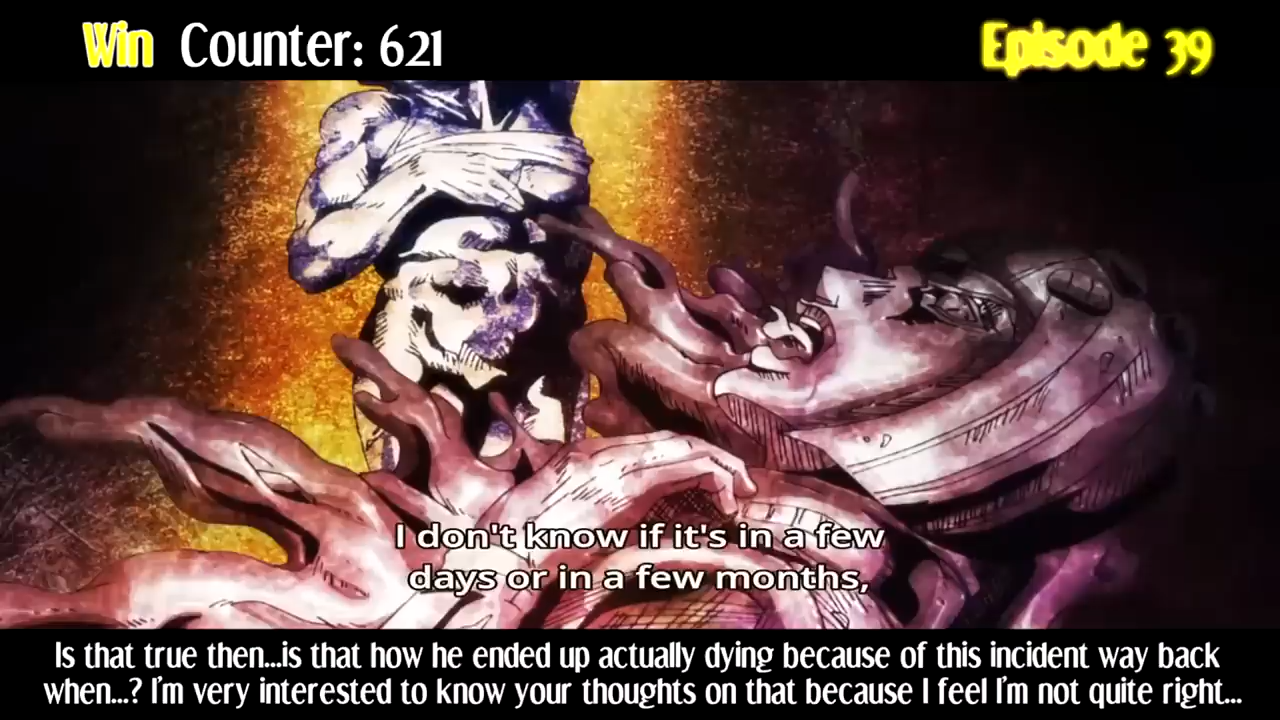 Win Counter: 621
Episode 39
I don't know if it's in a few
days or in a few months,
Is that true then...is that how he ended up actually dying because of this incident way back
when...? I'm very interested to know your thoughts on that because I feel I'm not quite right...